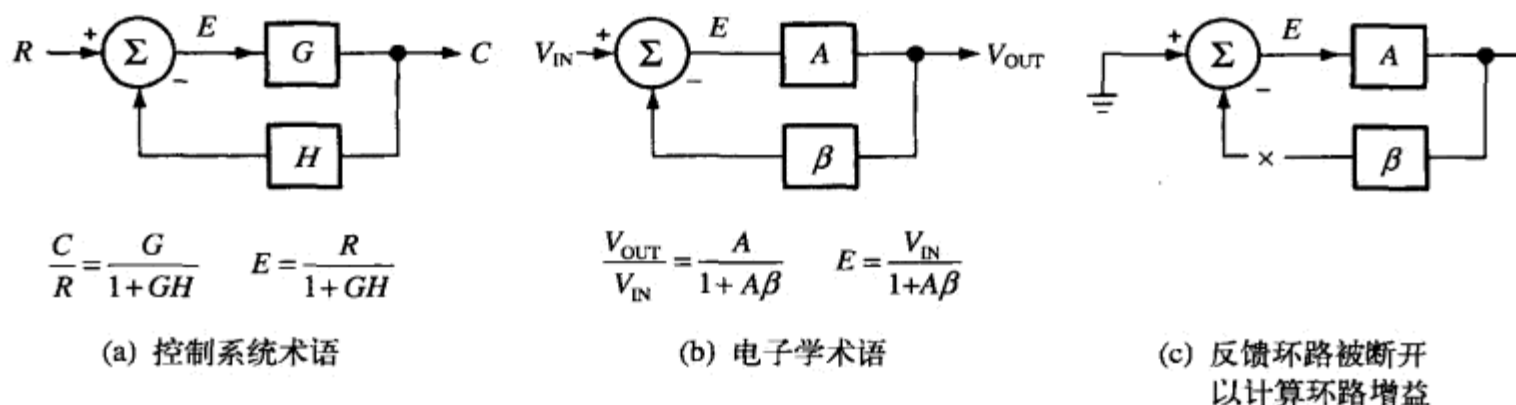 R + Σ E G C
−
H
C/R = G/(1+GH) E = R/(1+GH)
(a) 控制系统术语
V_IN + Σ E A V_OUT
−
β
V_OUT/V_IN = A/(1+Aβ) E = V_IN/(1+Aβ)
(b) 电子学术语
+ Σ E A
−
× β
(c) 反馈环路被断开
以计算环路增益